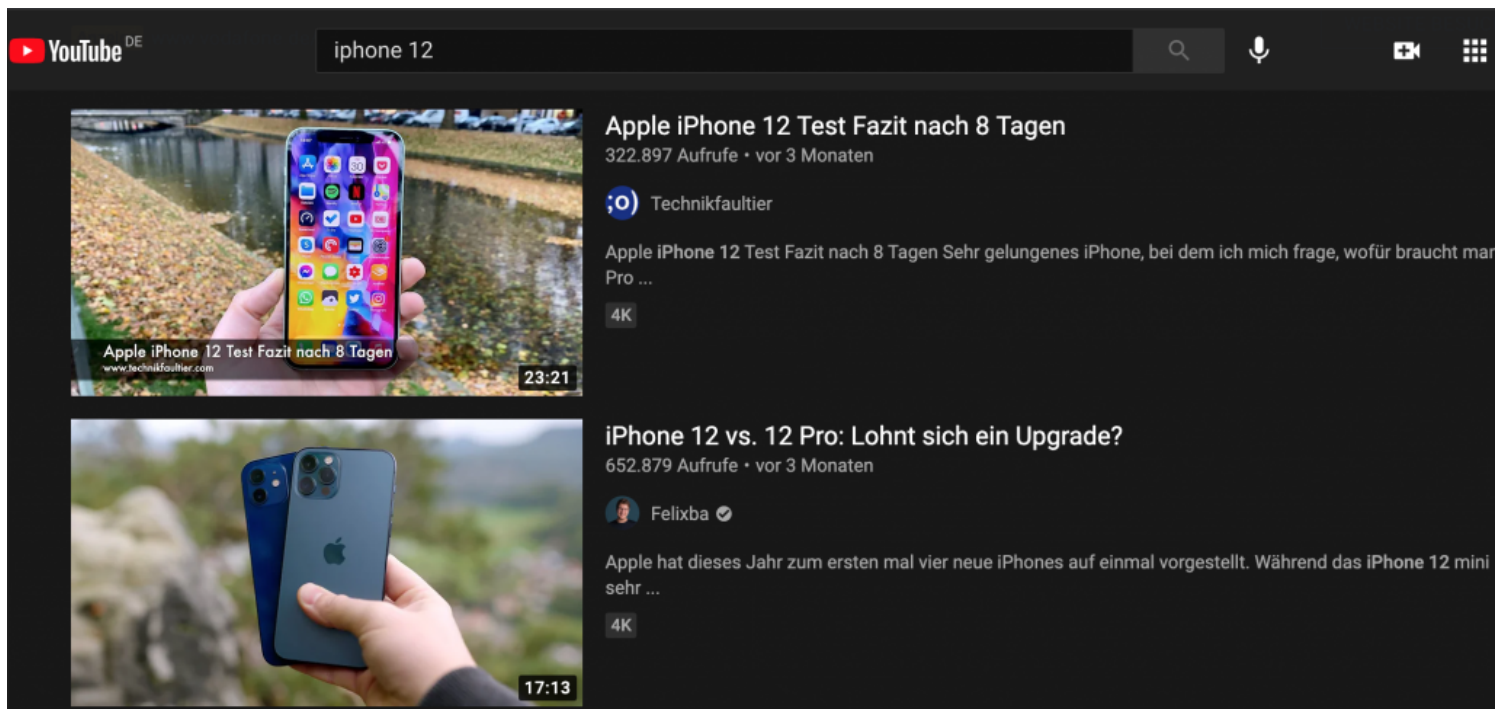 YouTube DE
iphone 12
30
Apple iPhone 12 Test Fazit nach 8 Tagen
www.technikfaultier.com
23:21
Apple iPhone 12 Test Fazit nach 8 Tagen
322.897 Aufrufe • vor 3 Monaten
;o) Technikfaultier
Apple iPhone 12 Test Fazit nach 8 Tagen Sehr gelungenes iPhone, bei dem ich mich frage, wofür braucht man
Pro ...
4K
17:13
iPhone 12 vs. 12 Pro: Lohnt sich ein Upgrade?
652.879 Aufrufe • vor 3 Monaten
Felixba
Apple hat dieses Jahr zum ersten mal vier neue iPhones auf einmal vorgestellt. Während das iPhone 12 mini
sehr ...
4K